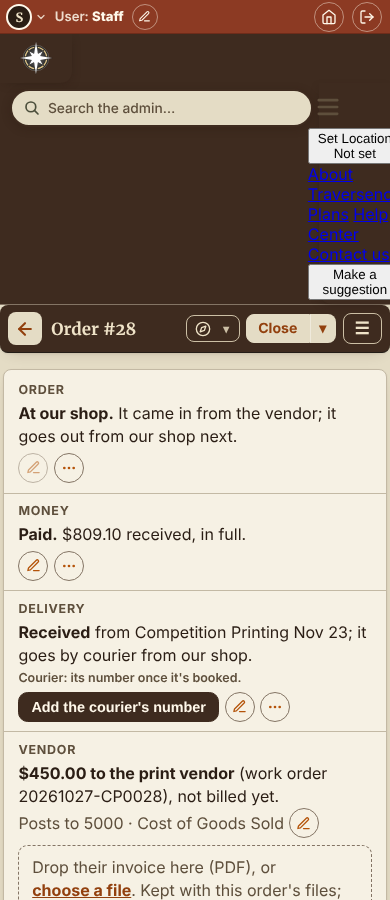 S User: Staff
Search the admin...
Set Location
Not set
About
Plans Help
Center
Contact us
Make a
suggestion
Order #28
Close
ORDER
At our shop. It came in from the vendor; it
goes out from our shop next.
MONEY
Paid. $809.10 received, in full.
DELIVERY
Received from Competition Printing Nov 23; it
goes by courier from our shop.
Courier: its number once it's booked.
Add the courier's number
VENDOR
$450.00 to the print vendor (work order
20261027-CP0028), not billed yet.
Posts to 5000 · Cost of Goods Sold
Drop their invoice here (PDF), or
choose a file. Kept with this order's files;